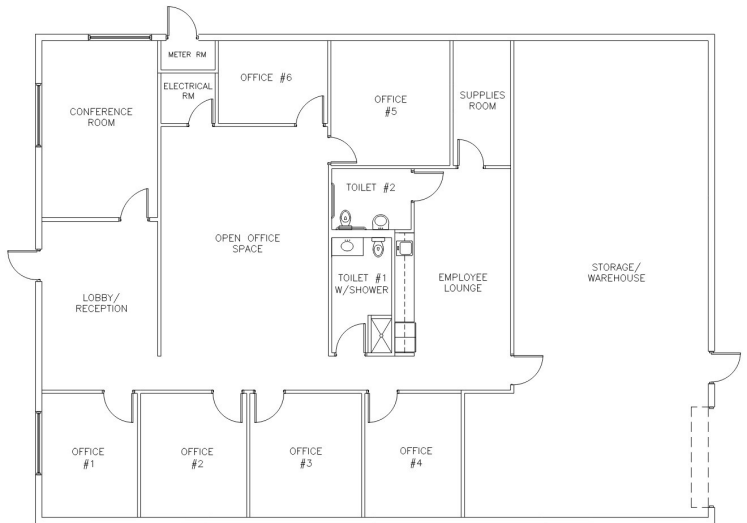 METER RM
ELECTRICAL
RM
OFFICE #6
OFFICE
#5
SUPPLIES
ROOM
CONFERENCE
ROOM
TOILET #2
OPEN OFFICE
SPACE
TOILET #1
W/SHOWER
EMPLOYEE
LOUNGE
STORAGE/
WAREHOUSE
LOBBY/
RECEPTION
OFFICE
#1
OFFICE
#2
OFFICE
#3
OFFICE
#4